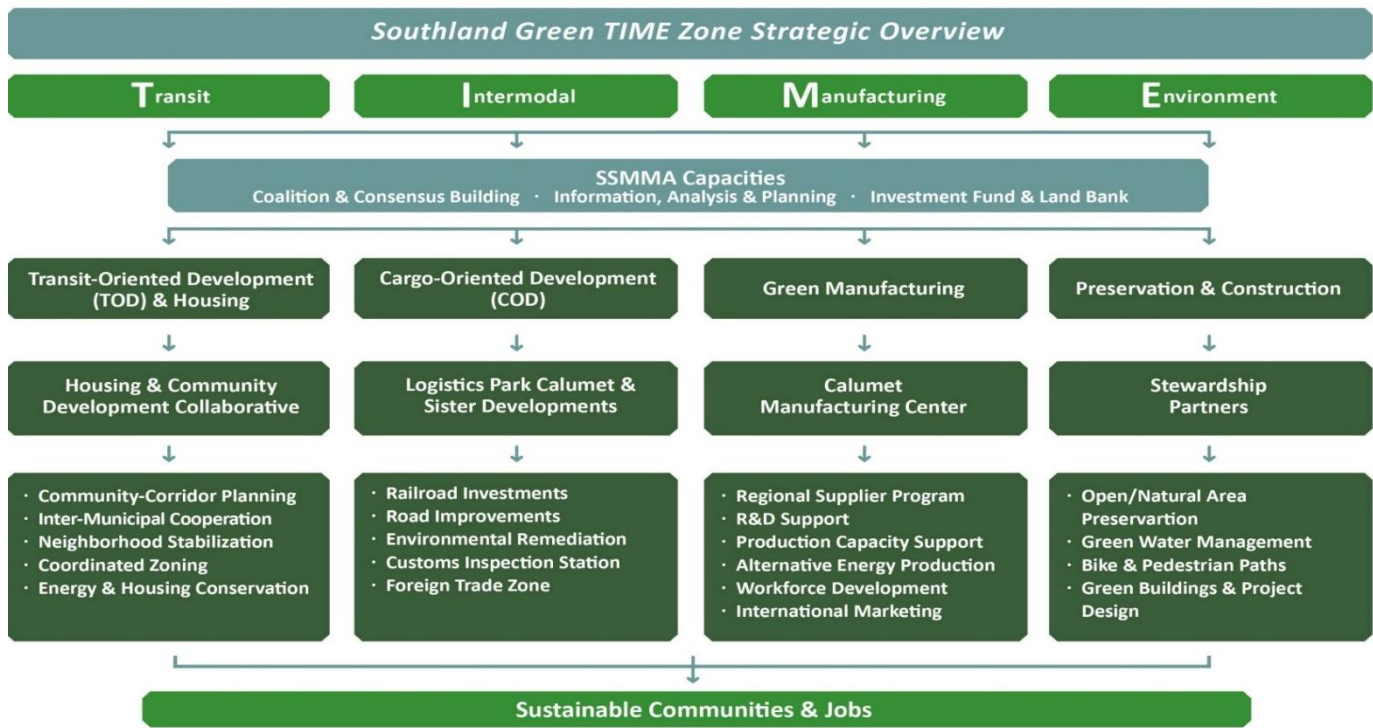 Southland Green TIME Zone Strategic Overview
Transit
Intermodal
Manufacturing
Environment
SSMMA Capacities
Coalition & Consensus Building · Information, Analysis & Planning · Investment Fund & Land Bank
Transit-Oriented Development
(TOD) & Housing
Cargo-Oriented Development
(COD)
Green Manufacturing
Preservation & Construction
Housing & Community
Development Collaborative
Logistics Park Calumet &
Sister Developments
Calumet
Manufacturing Center
Stewardship
Partners
· Community-Corridor Planning
· Inter-Municipal Cooperation
· Neighborhood Stabilization
· Coordinated Zoning
· Energy & Housing Conservation
· Railroad Investments
· Road Improvements
· Environmental Remediation
· Customs Inspection Station
· Foreign Trade Zone
· Regional Supplier Program
· R&D Support
· Production Capacity Support
· Alternative Energy Production
· Workforce Development
· International Marketing
· Open/Natural Area
Preservartion
· Green Water Management
· Bike & Pedestrian Paths
· Green Buildings & Project
Design
Sustainable Communities & Jobs